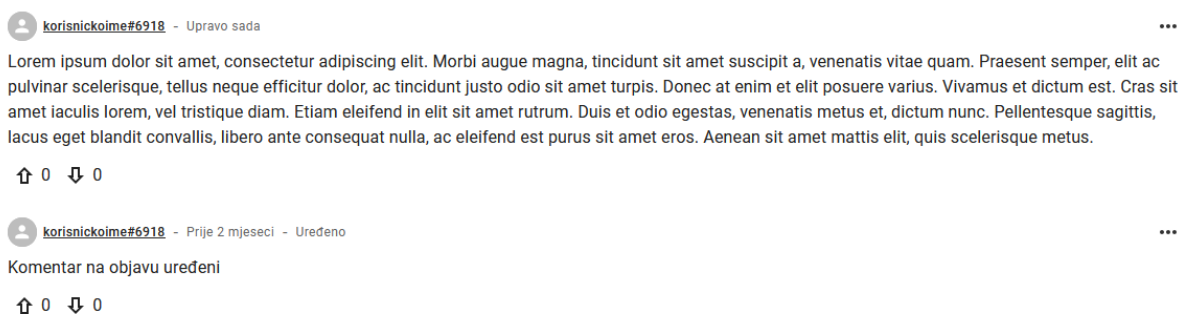 korisnickoime#6918 - Upravo sada
Lorem ipsum dolor sit amet, consectetur adipiscing elit. Morbi augue magna, tincidunt sit amet suscipit a, venenatis vitae quam. Praesent semper, elit ac
pulvinar scelerisque, tellus neque efficitur dolor, ac tincidunt justo odio sit amet turpis. Donec at enim et elit posuere varius. Vivamus et dictum est. Cras sit
amet iaculis lorem, vel tristique diam. Etiam eleifend in elit sit amet rutrum. Duis et odio egestas, venenatis metus et, dictum nunc. Pellentesque sagittis,
lacus eget blandit convallis, libero ante consequat nulla, ac eleifend est purus sit amet eros. Aenean sit amet mattis elit, quis scelerisque metus.
0 0
korisnickoime#6918 - Prije 2 mjeseci - Uređeno
Komentar na objavu uređeni
0 0